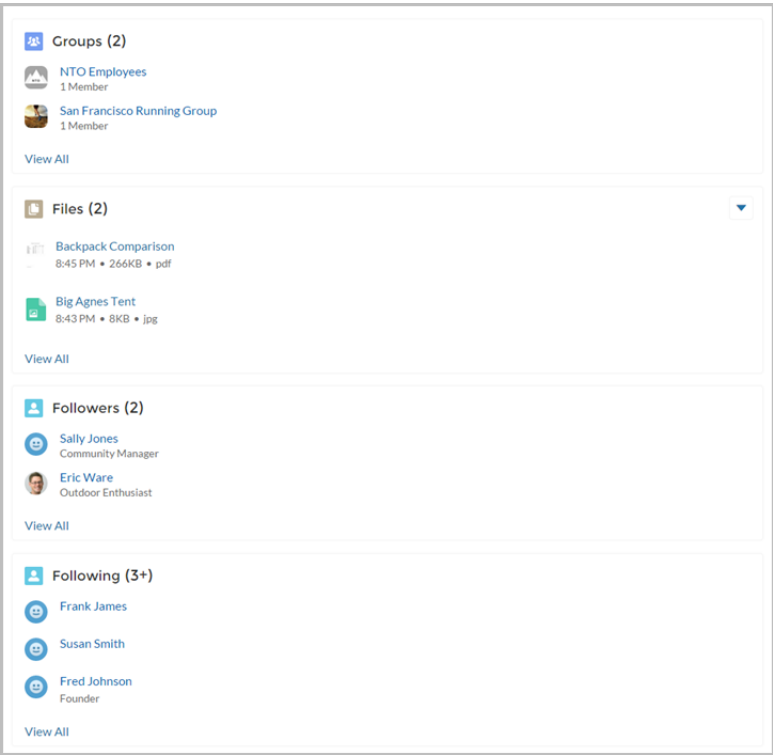 Groups (2)
NTO Employees
1 Member
San Francisco Running Group
1 Member
View All
Files (2)
Backpack Comparison
8:45 PM • 266KB • pdf
Big Agnes Tent
8:43 PM • 8KB • jpg
View All
Followers (2)
Sally Jones
Community Manager
Eric Ware
Outdoor Enthusiast
View All
Following (3+)
Frank James
Susan Smith
Fred Johnson
Founder
View All